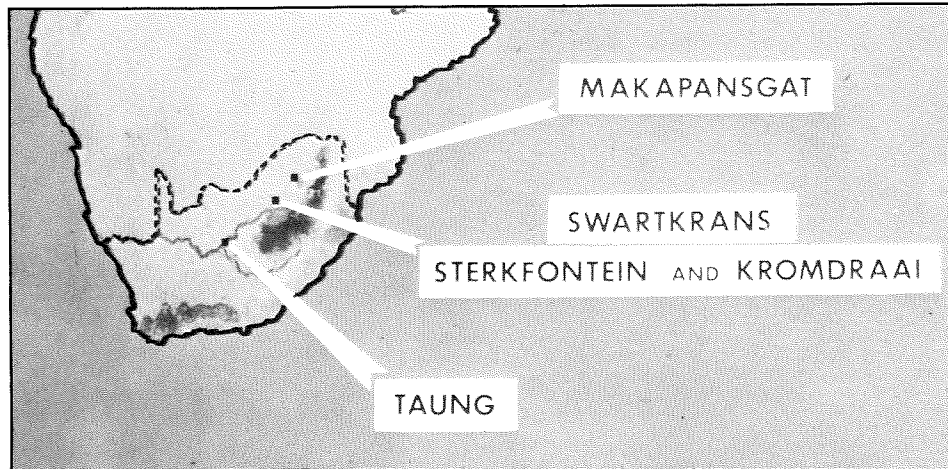 MAKAPANSGAT
SWARTKRANS
STERKFONTEIN AND KROMDRAAI
TAUNG